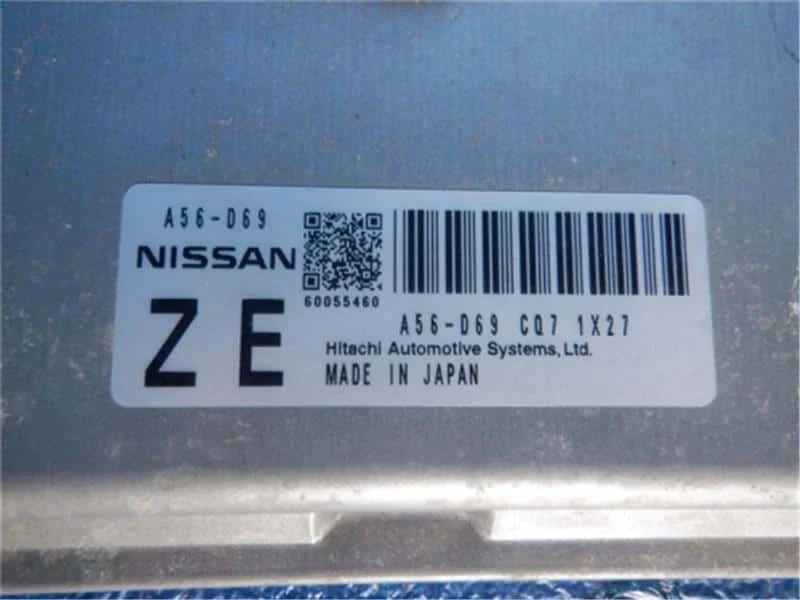 A56-D69
NISSAN
ZE
60055460
A56-D69 CQ7 1X27
Hitachi Automotive Systems, Ltd.
MADE IN JAPAN